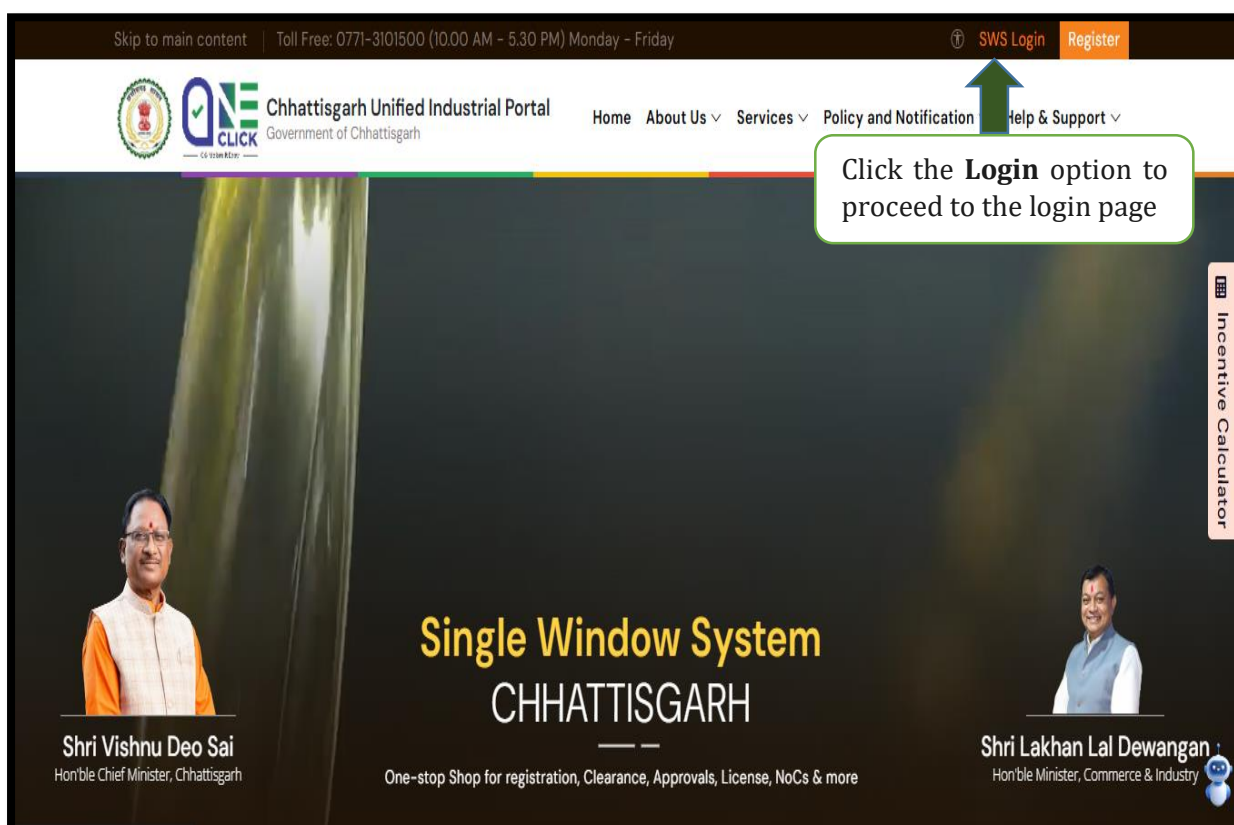 Skip to main content | Toll Free: 0771-3101500 (10.00 AM - 5.30 PM) Monday - Friday
SWS Login Register
ONE
CLICK
Chhattisgarh Unified Industrial Portal
Government of Chhattisgarh
Home About Us Services Policy and Notification Help & Support
Click the Login option to
proceed to the login page
Incentive Calculator
Single Window System
CHHATTISGARH
One-stop Shop for registration, Clearance, Approvals, License, NoCs & more
Shri Vishnu Deo Sai
Hon'ble Chief Minister, Chhattisgarh
Shri Lakhan Lal Dewangan
Hon'ble Minister, Commerce & Industry